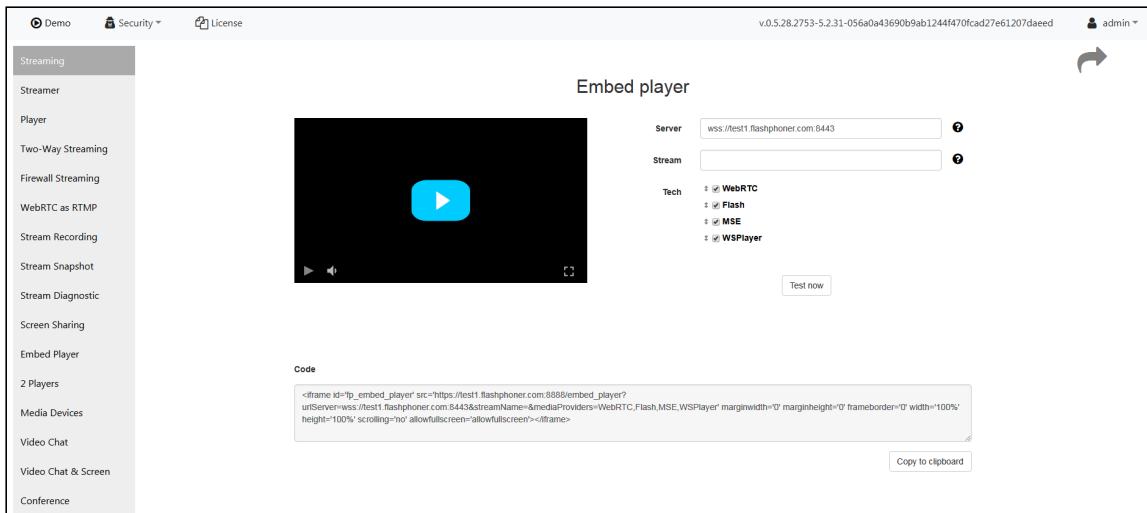 Demo
Security
License
v.0.5.28.2753-5.2.31-056a0a43690b9ab1244f470fcad27e61207daeed
admin
Streaming
Streamer
Player
Two-Way Streaming
Firewall Streaming
WebRTC as RTMP
Stream Recording
Stream Snapshot
Stream Diagnostic
Screen Sharing
Embed Player
2 Players
Media Devices
Video Chat
Video Chat & Screen
Conference
Embed player
Server
wss://test1.flashphoner.com:8443
Stream
Tech
WebRTC
Flash
MSE
WSPlayer
Test now
Code
<iframe id='fp_embed_player' src='https://test1.flashphoner.com:8888/embed_player?
urlServer=wss://test1.flashphoner.com:8443&streamName=&mediaProviders=WebRTC,Flash,MSE,WSPlayer' marginwidth='0' marginheight='0' frameborder='0' width='100%'
height='100%' scrolling='no' allowfullscreen='allowfullscreen'></iframe>
Copy to clipboard